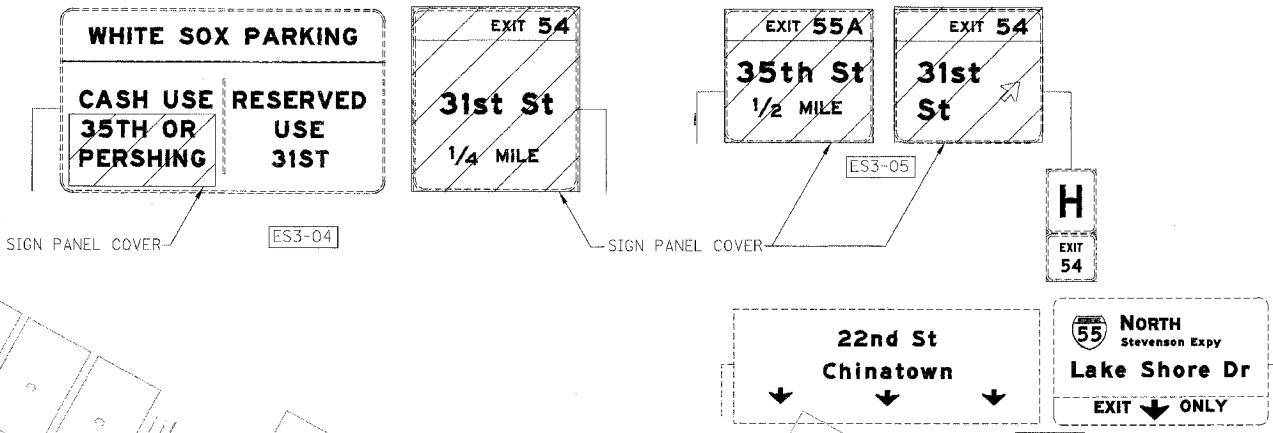 WHITE SOX PARKING
CASH USE
35TH OR
PERSHING
RESERVED
USE
31ST
EXIT 54
31st St
1/4 MILE
SIGN PANEL COVER
ES3-04
EXIT 55A
35th St
1/2 MILE
EXIT 54
31st
St
ES3-05
SIGN PANEL COVER
H
EXIT
54
22nd St
Chinatown
55
NORTH
Stevenson Expy
Lake Shore Dr
EXIT ONLY